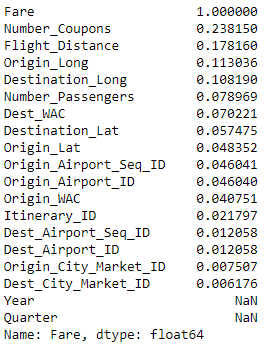 Fare 1.000000
Number_Coupons 0.238150
Flight_Distance 0.178160
Origin_Long 0.113036
Destination_Long 0.108190
Number_Passengers 0.078969
Dest_WAC 0.070221
Destination_Lat 0.057475
Origin_Lat 0.048352
Origin_Airport_Seq_ID 0.046041
Origin_Airport_ID 0.046040
Origin_WAC 0.040751
Itinerary_ID 0.021797
Dest_Airport_Seq_ID 0.012058
Dest_Airport_ID 0.012058
Origin_City_Market_ID 0.007507
Dest_City_Market_ID 0.006176
Year NaN
Quarter NaN
Name: Fare, dtype: float64